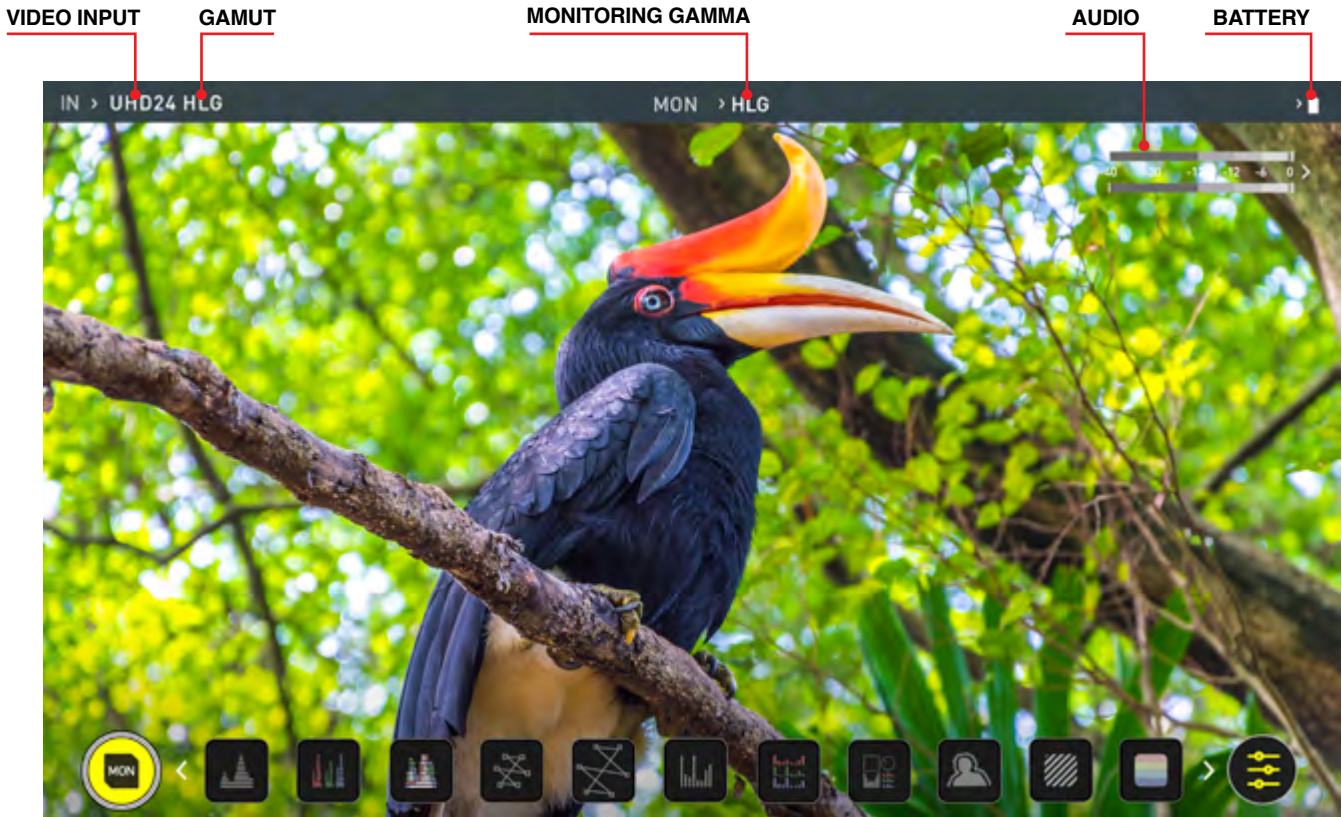 VIDEO INPUT GAMUT MONITORING GAMMA AUDIO BATTERY
IN > UHD24 HLG MON > HLG >
-12 -6 0 >
MON < >